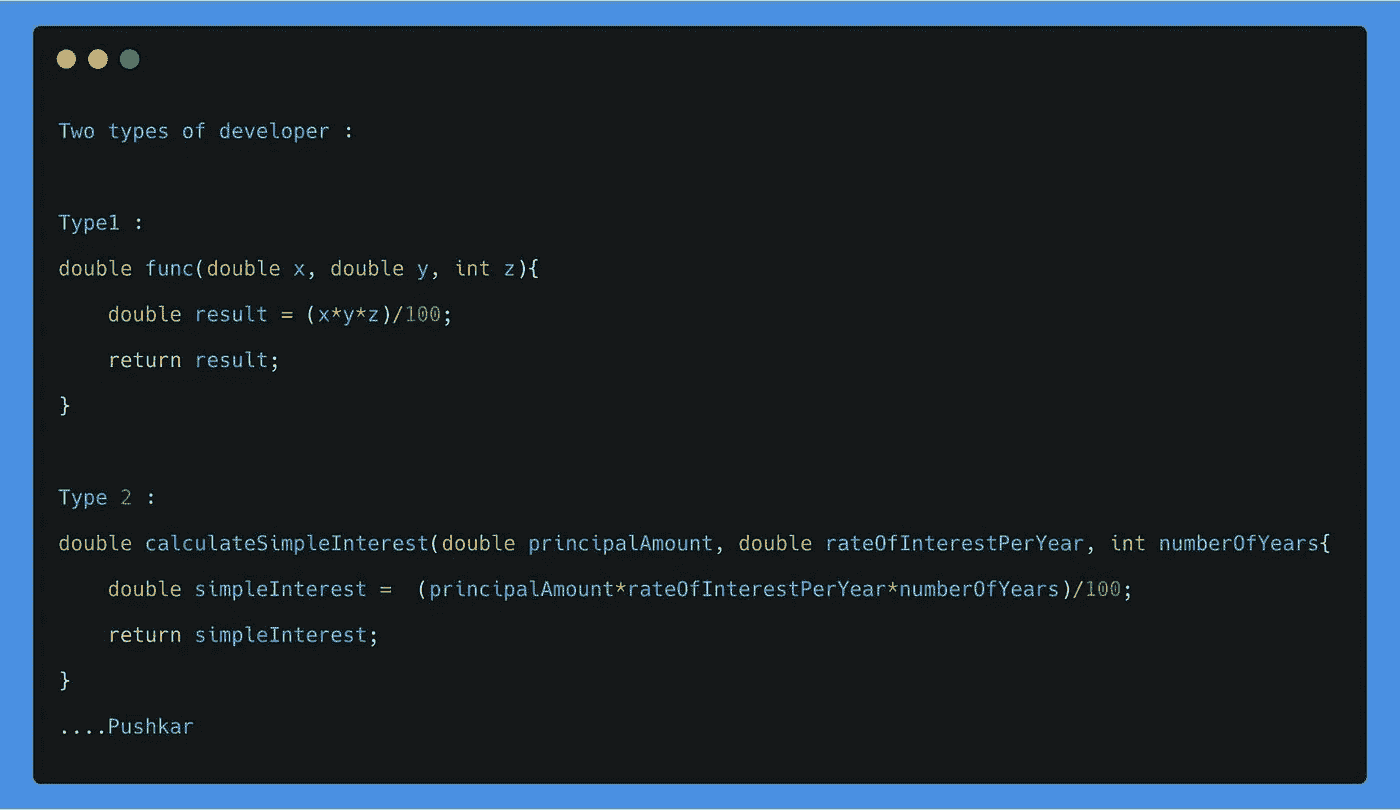 Two types of developer :
Type1 :
double func(double x, double y, int z){
    double result = (x*y*z)/100;
    return result;
}
Type 2 :
double calculateSimpleInterest(double principalAmount, double rateOfInterestPerYear, int numberOfYears{
    double simpleInterest =  (principalAmount*rateOfInterestPerYear*numberOfYears)/100;
    return simpleInterest;
}
....Pushkar